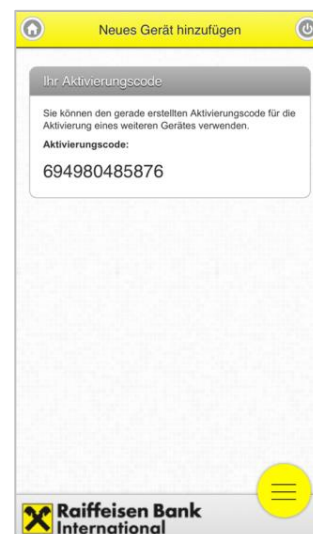 Neues Gerät hinzufügen
Ihr Aktivierungscode
Sie können den gerade erstellten Aktivierungscode für die
Aktivierung eines weiteren Gerätes verwenden.
Aktivierungscode:
694980485876
Raiffeisen Bank
International